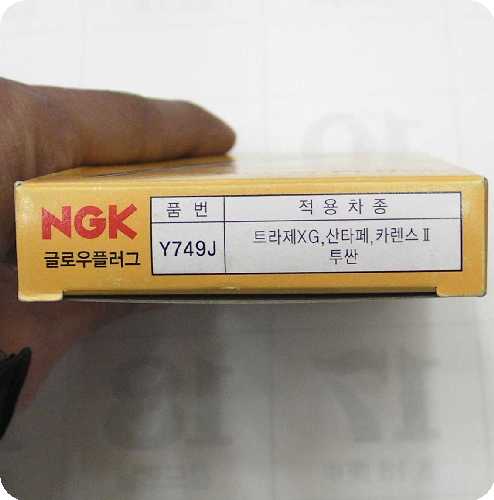 NGK
글로우플러그
품 번
적 용 차 종
Y749J
트라제XG, 산타페, 카렌스Ⅱ
투싼
17